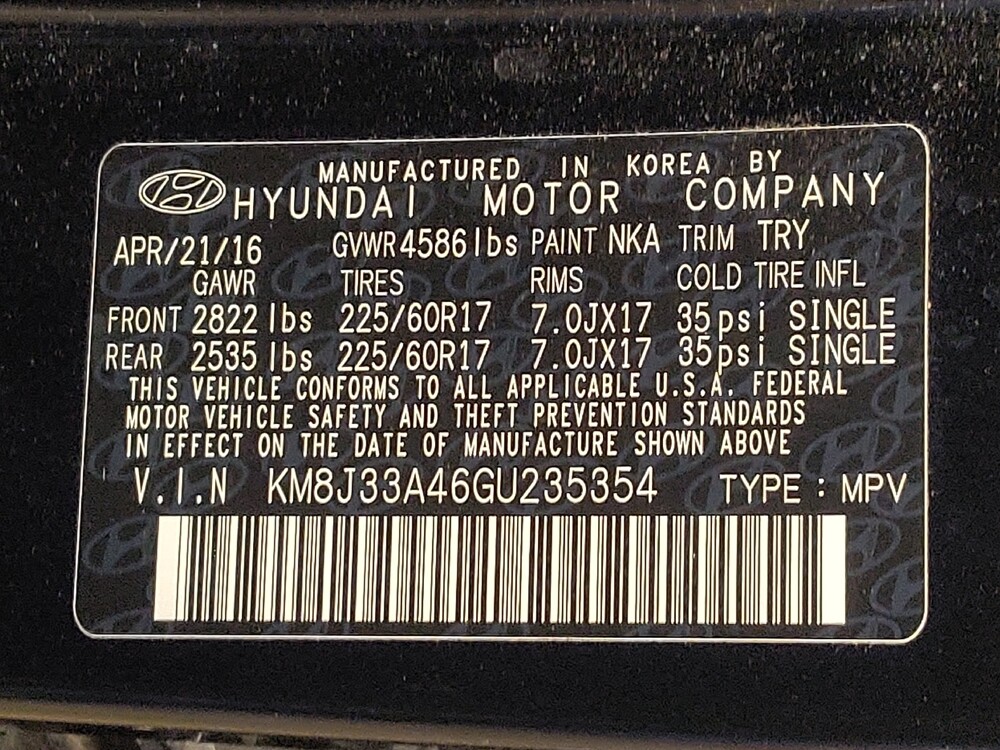 MANUFACTURED IN KOREA BY
HYUNDAI MOTOR COMPANY
APR/21/16 GVWR 4586 lbs PAINT NKA TRIM TRY
GAWR TIRES RIMS COLD TIRE INFL
FRONT 2822 lbs 225/60R17 7.0JX17 35psi SINGLE
REAR 2535 lbs 225/60R17 7.0JX17 35psi SINGLE
THIS VEHICLE CONFORMS TO ALL APPLICABLE U.S.A. FEDERAL
MOTOR VEHICLE SAFETY AND THEFT PREVENTION STANDARDS
IN EFFECT ON THE DATE OF MANUFACTURE SHOWN ABOVE
V.I.N KM8J33A46GU235354 TYPE : MPV